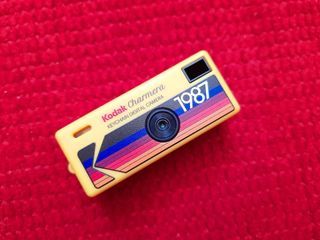 Kodak Charmera
KEYCHAIN DIGITAL CAMERA
1987